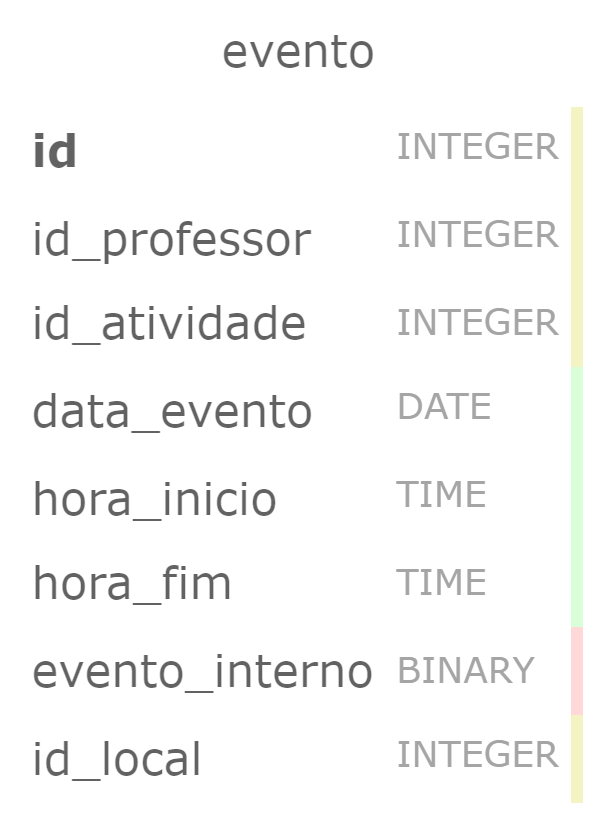 evento
id INTEGER
id_professor INTEGER
id_atividade INTEGER
data_evento DATE
hora_inicio TIME
hora_fim TIME
evento_interno BINARY
id_local INTEGER